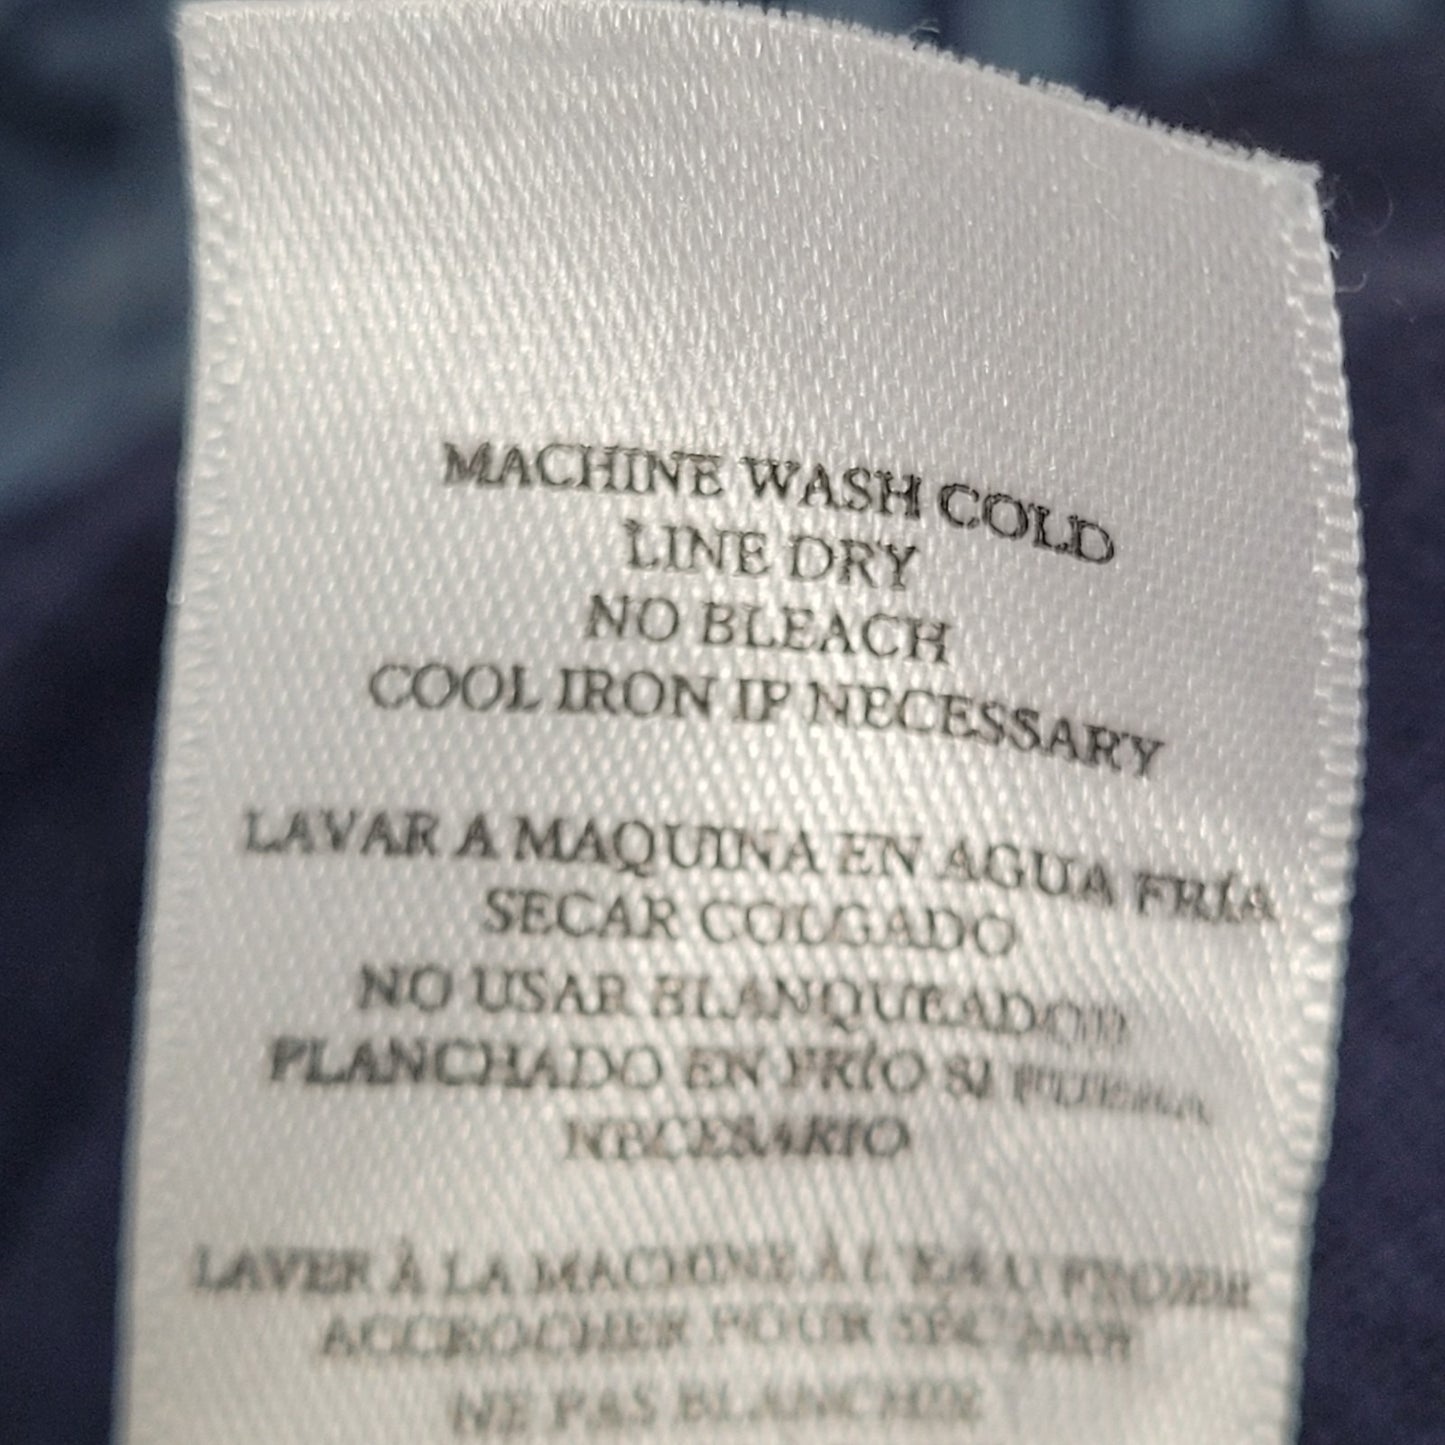 MACHINE WASH COLD
LINE DRY
NO BLEACH
COOL IRON IF NECESSARY
LAVAR A MAQUINA EN AGUA FRÍA
SECAR COLGADO
NO USAR BLANQUEADOR
PLANCHADO EN FRÍO SI FUERA
NECESARIO
LAVER À LA MACHINE À L'EAU FROIDE
ACCROCHER POUR SÉCHER
NE PAS BLANCHIR